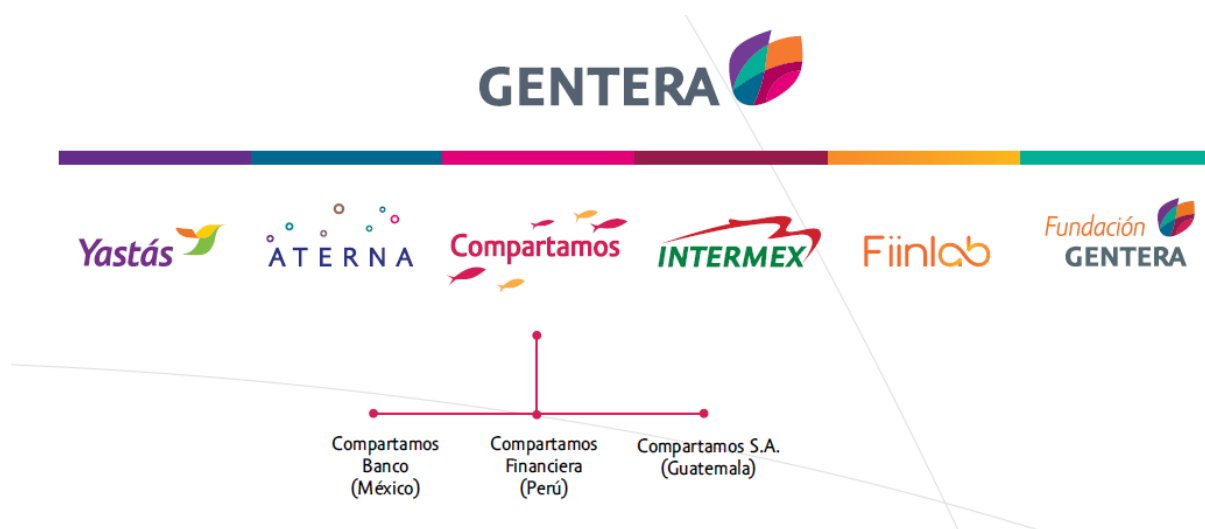 GENTERA
Yastás
ATERNA
Compartamos
INTERMEX
Fiinlab
Fundación
GENTERA
Compartamos
Banco
(México)
Compartamos
Financiera
(Perú)
Compartamos S.A.
(Guatemala)